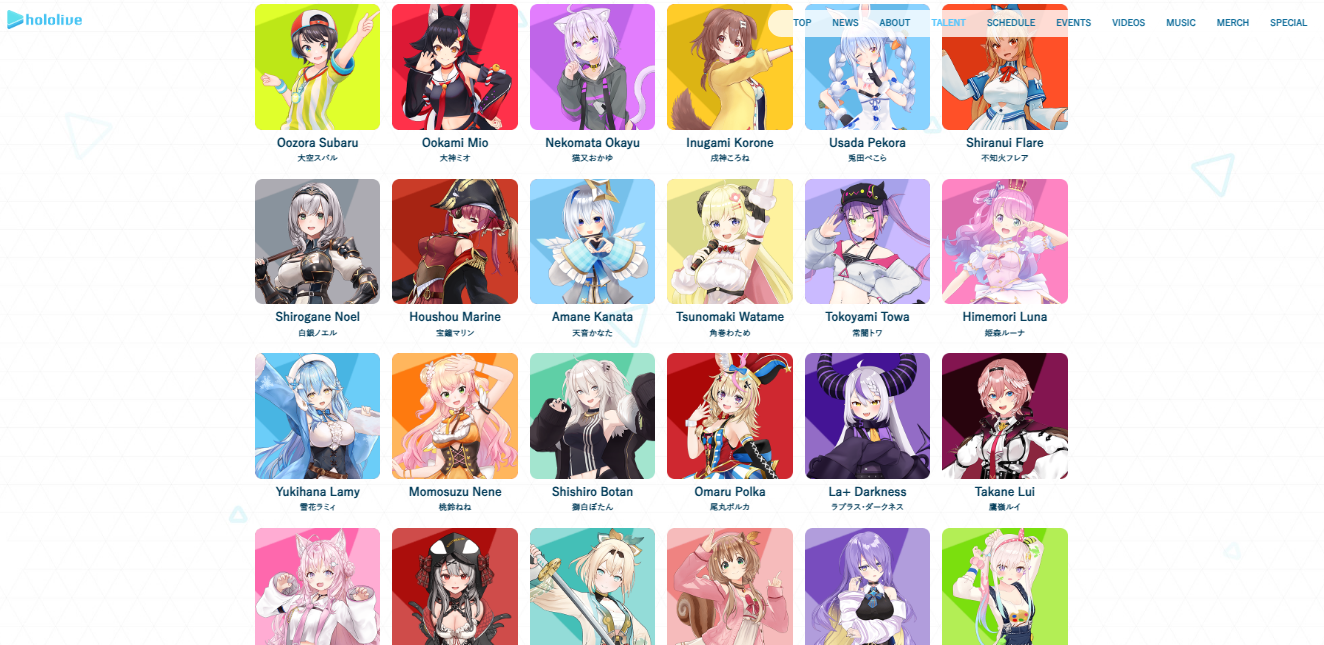 hololive
TOP NEWS ABOUT TALENT SCHEDULE EVENTS VIDEOS MUSIC MERCH SPECIAL
Oozora Subaru
大空スバル
Ookami Mio
大神ミオ
Nekomata Okayu
猫又おかゆ
Inugami Korone
戌神ころね
Usada Pekora
兎田ぺこら
Shiranui Flare
不知火フレア
Shirogane Noel
白銀ノエル
Houshou Marine
宝鐘マリン
Amane Kanata
天音かなた
Tsunomaki Watame
角巻わため
Tokoyami Towa
常闇トワ
Himemori Luna
姫森ルーナ
Yukihana Lamy
雪花ラミィ
Momosuzu Nene
桃鈴ねね
Shishiro Botan
獅白ぼたん
Omaru Polka
尾丸ポルカ
La+ Darkness
ラプラス・ダークネス
Takane Lui
鷹嶺ルイ